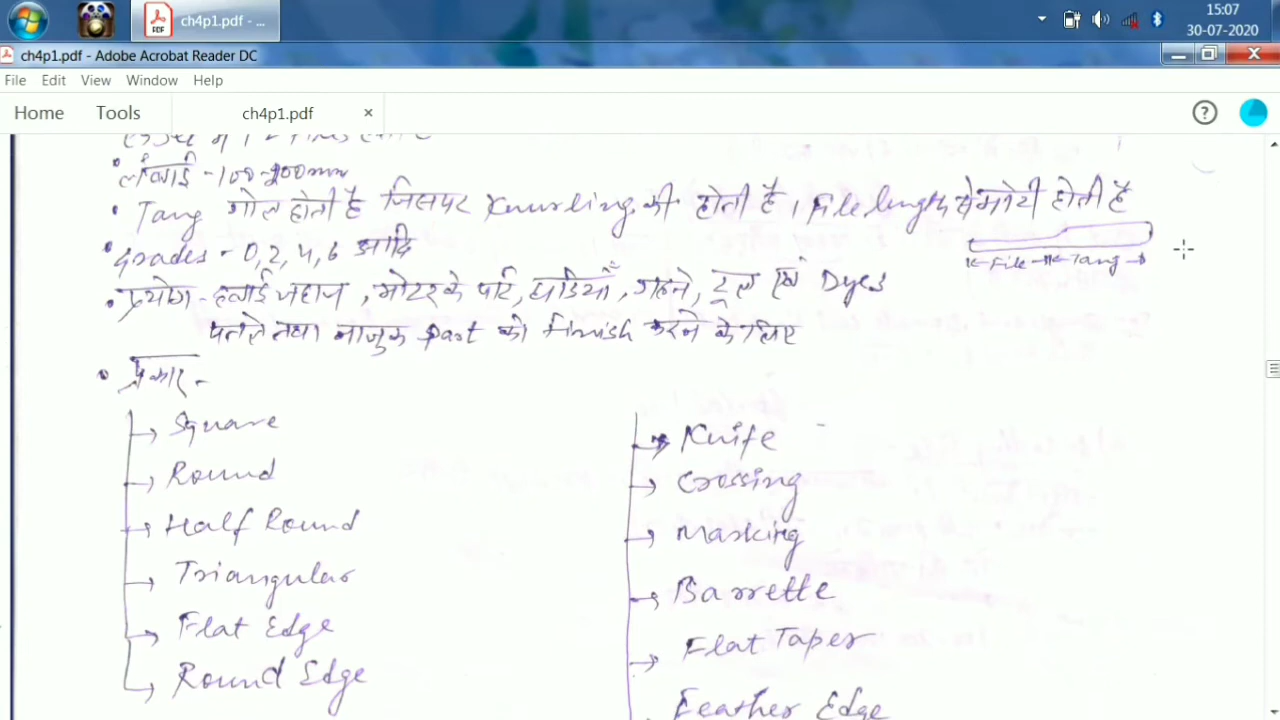 15:07
30-07-2020
ch4p1.pdf - ...
ch4p1.pdf - Adobe Acrobat Reader DC
File Edit View Window Help
Home Tools ch4p1.pdf × ?
• लंबाई - 100-200mm
• Tang गोल होती है जिसपर Knurling की होती है, File length से मोटी होती है
• Grades - 0, 2, 4, 6 आदि
File Tang
• प्रयोग - हवाई जहाज, मोटर के पार्ट, घडियों, गहने, टूल एवं Dyes
पतले तथा नाजुक part को finish करने के लिए
• प्रकार -
Square
Round
Half Round
Triangular
Flat Edge
Round Edge
Knife
Crossing
Marking
Barrette
Flat Taper
Feather Edge